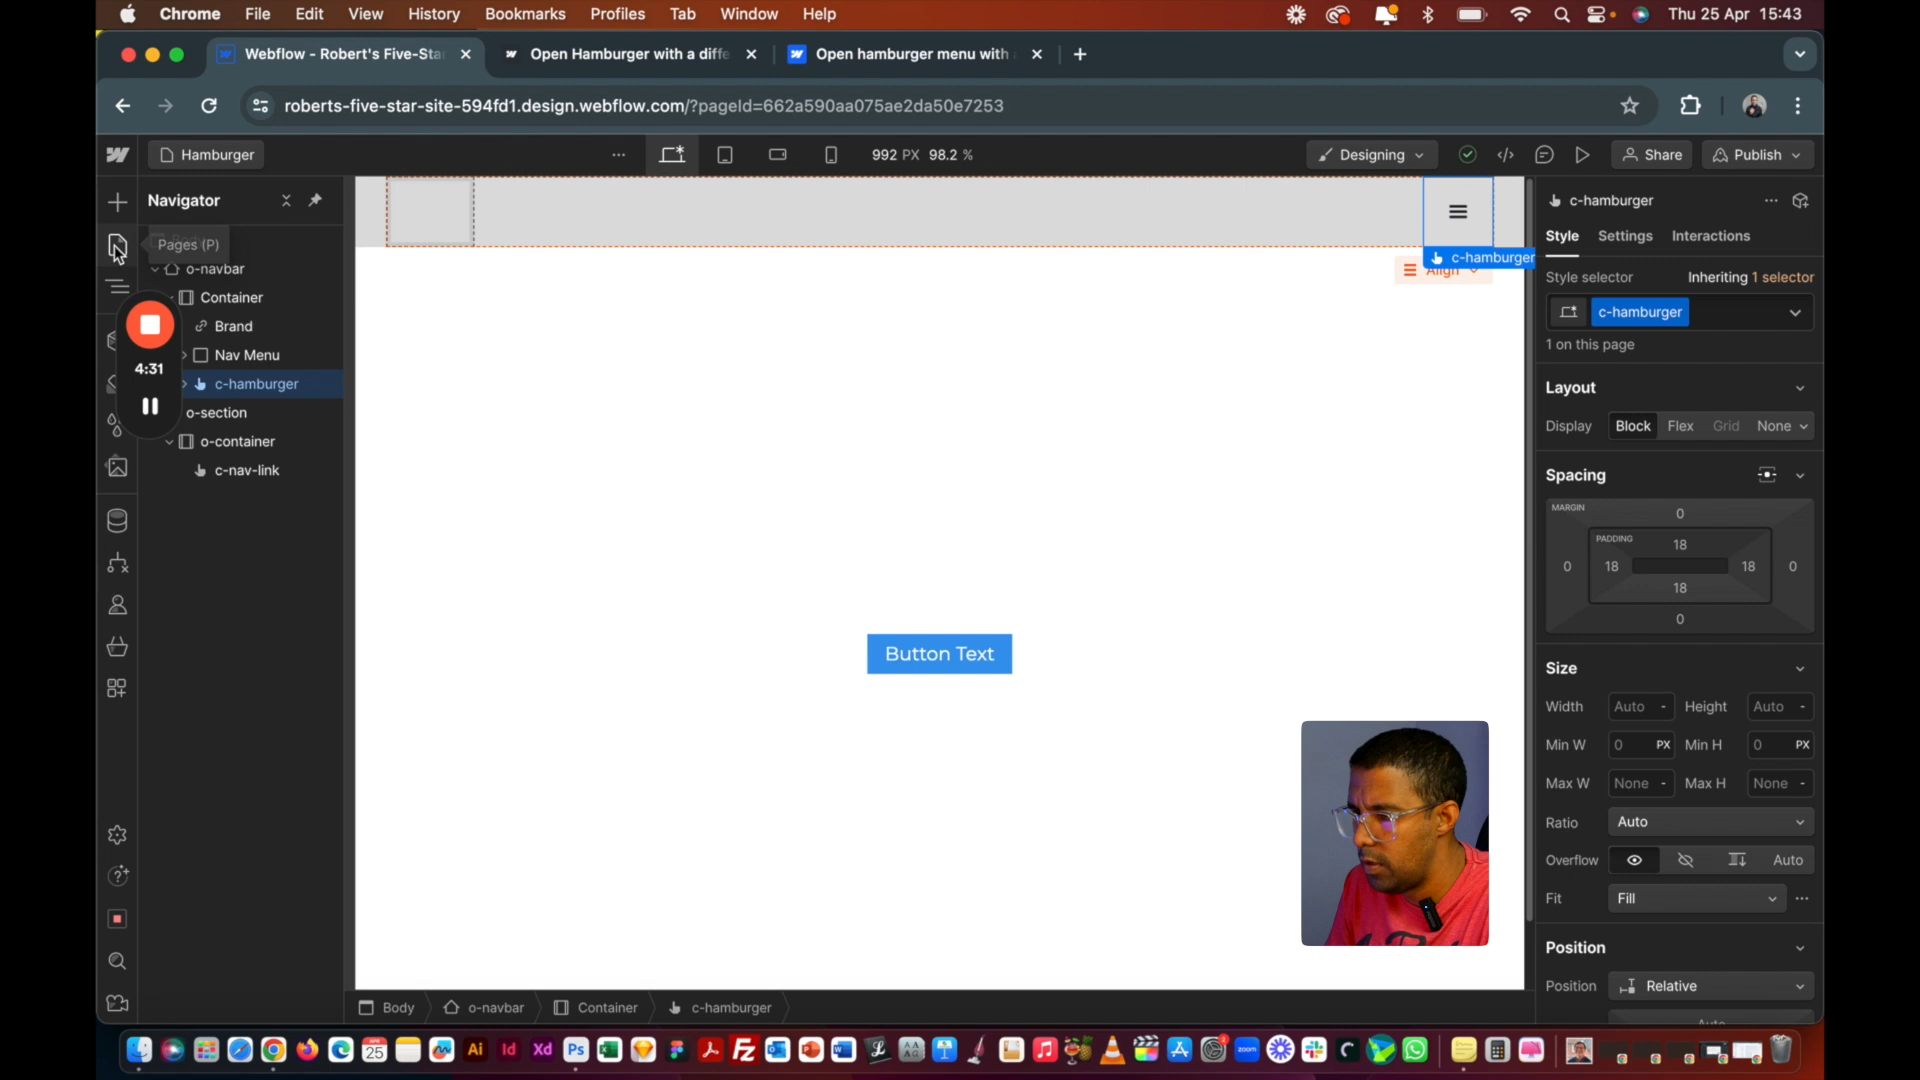 Chrome File Edit View History Bookmarks Profiles Tab Window Help
Thu 25 Apr 15:43
Webflow - Robert's Five-Sta
Open Hamburger with a diffe
Open hamburger menu with
roberts-five-star-site-594fd1.design.webflow.com/?pageId=662a590aa075ae2da50e7253
Hamburger
992 PX 98.2 %
Designing
Share
Publish
Navigator
Pages (P)
o-navbar
Container
Brand
Nav Menu
c-hamburger
o-section
o-container
c-nav-link
4:31
c-hamburger
Align
Button Text
c-hamburger
Style Settings Interactions
Style selector
Inheriting 1 selector
c-hamburger
1 on this page
Layout
Display Block Flex Grid None
Spacing
MARGIN
0
PADDING
18
0 18 18 0
18
0
Size
Width Auto - Height Auto -
Min W 0 PX Min H 0 PX
Max W None - Max H None -
Ratio Auto
Overflow Auto
Fit Fill
Position
Position Relative
Body o-navbar Container c-hamburger